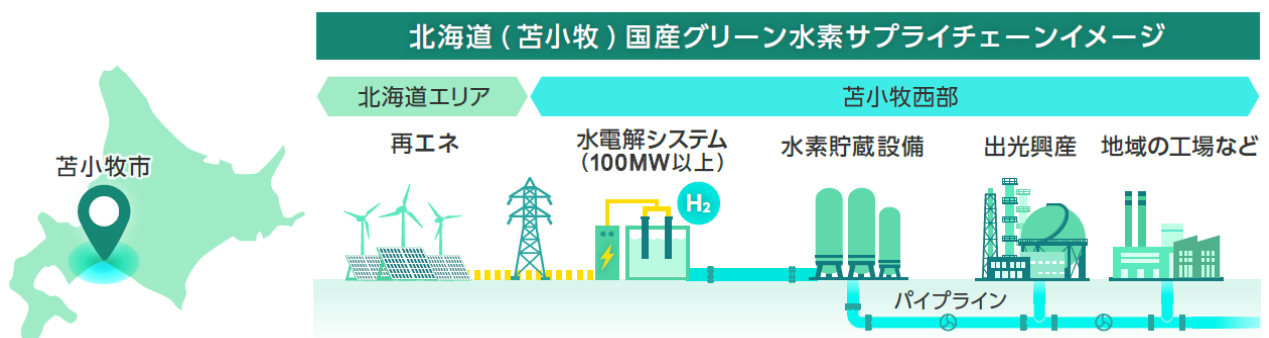 北海道(苫小牧)国産グリーン水素サプライチェーンイメージ
北海道エリア
苫小牧西部
苫小牧市
再エネ
水電解システム
(100MW以上)
水素貯蔵設備
出光興産
地域の工場など
H₂
パイプライン